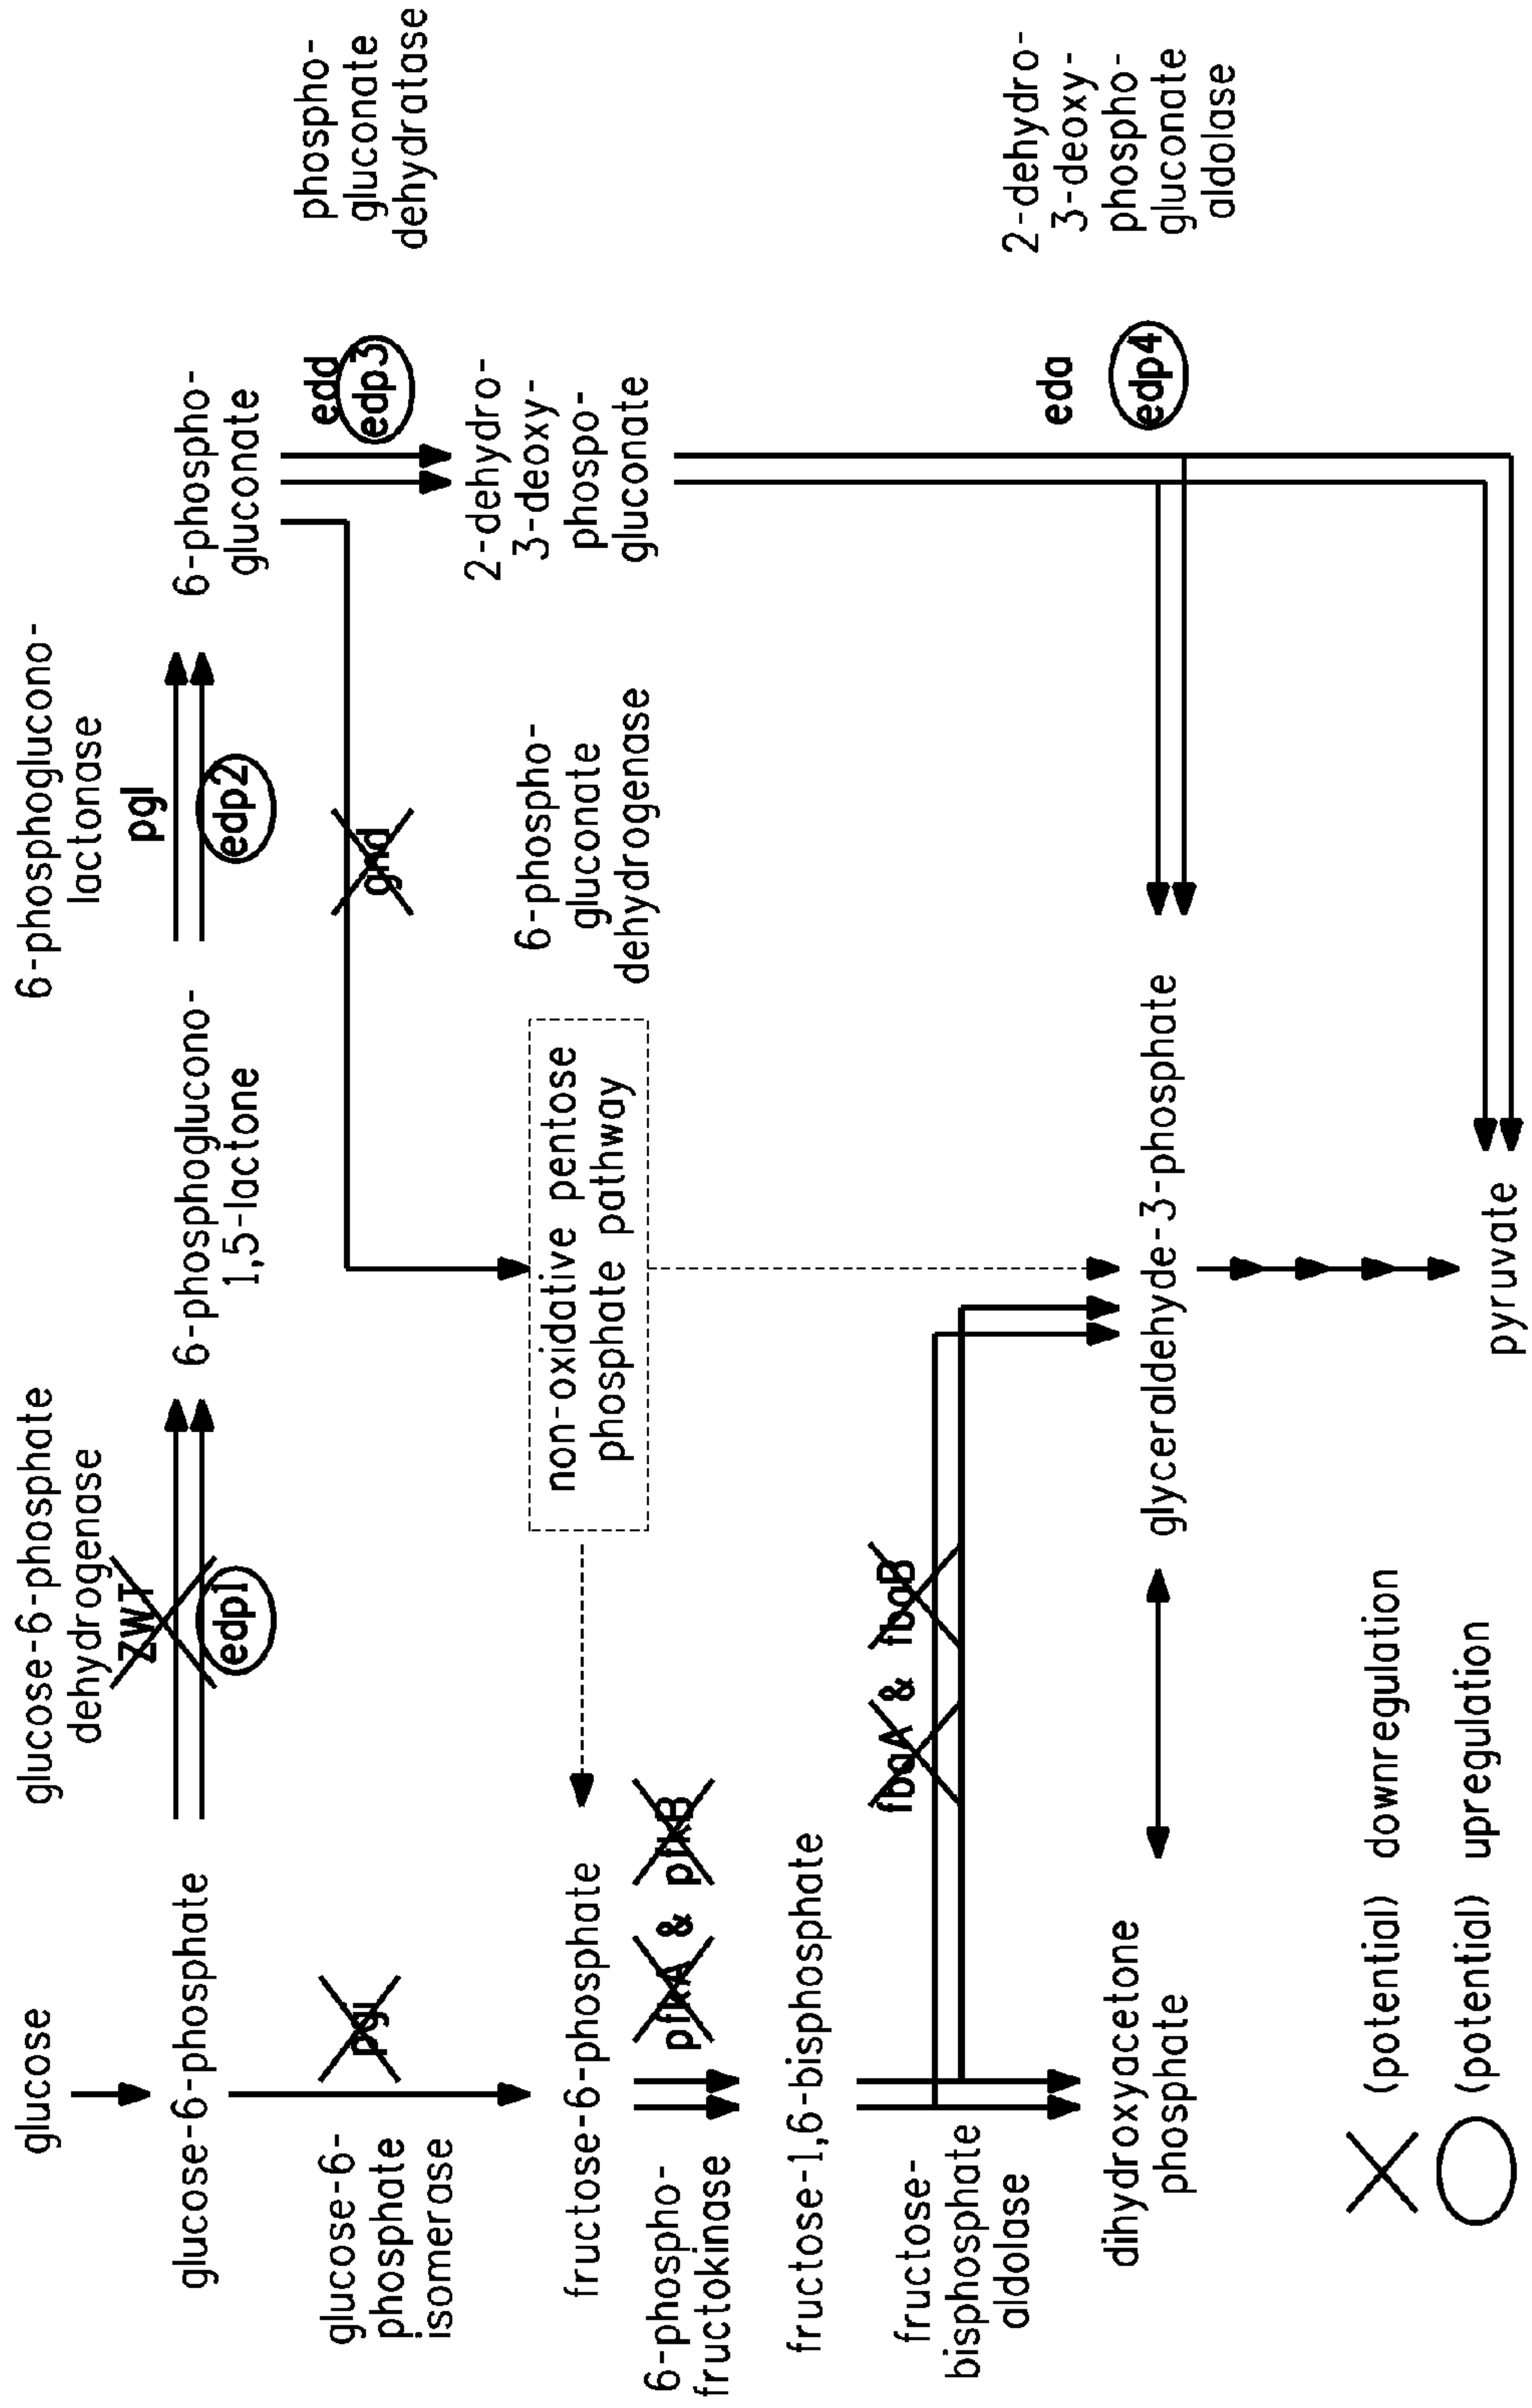 glucose
glucose-6-phosphate
glucose-6-phosphate
dehydrogenase
ZWT
edp1
6-phosphoglucono-
1,5-lactone
6-phosphoglucono-
lactonase
pgl
edp2
6-phospho-
gluconate
glucose-6-
phosphate
isomerase
pgi
gnd
6-phospho-
gluconate
dehydrogenase
edd
edp3
phospho-
gluconate
dehydratase
fructose-6-phosphate
non-oxidative pentose
phosphate pathway
2-dehydro-
3-deoxy-
phospo-
gluconate
6-phospho-
fructokinase
pfkA & pfkB
fructose-1,6-bisphosphate
fructose-
bisphosphate
aldolase
fbaA & fbaB
eda
edp4
2-dehydro-
3-deoxy-
phospho-
gluconate
aldolase
dihydroxyacetone
phosphate
glyceraldehyde-3-phosphate
pyruvate
(potential) downregulation
(potential) upregulation